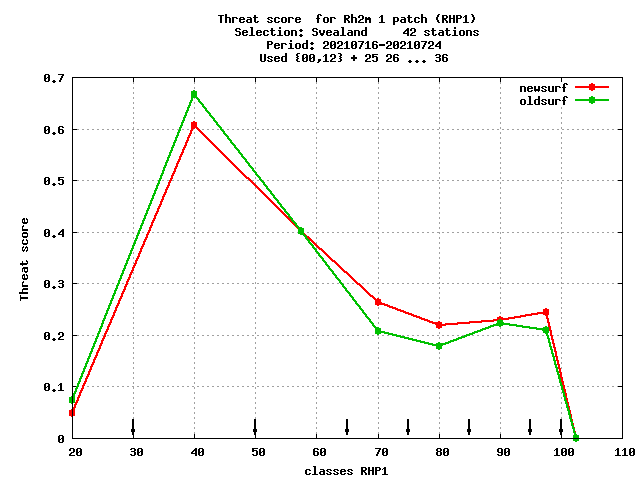 Threat score  for Rh2m 1 patch (RHP1)
Selection: Svealand     42 stations
Period: 20210716-20210724
Used {00,12} + 25 26 ... 36
newsurf
oldsurf
0.7
0.6
0.5
0.4
0.3
0.2
0.1
0
Threat score
20 30 40 50 60 70 80 90 100 110
classes RHP1